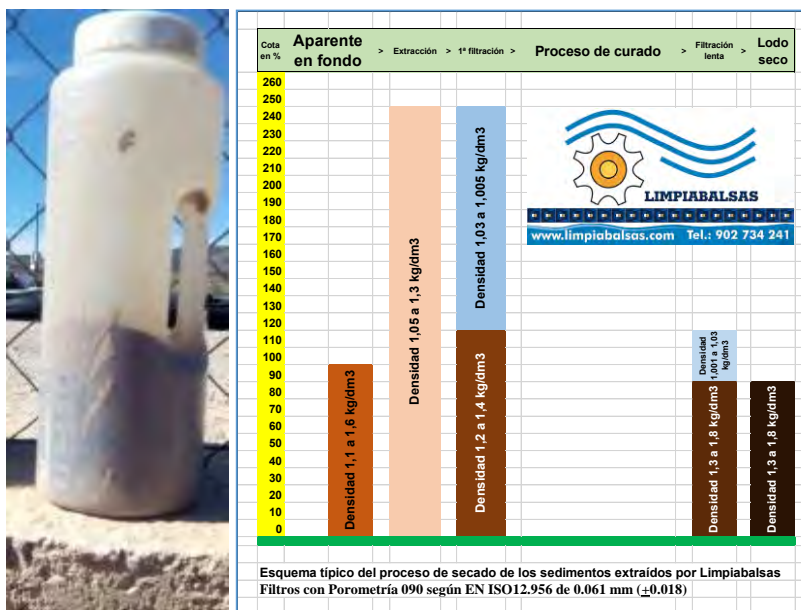 Cota en %
Aparente en fondo
>
Extracción
>
1ª filtración
>
Proceso de curado
>
Filtración lenta
>
Lodo seco
260
250
240
230
220
210
200
190
180
170
160
150
140
130
120
110
100
90
80
70
60
50
40
30
20
10
0
Densidad 1,1 a 1,6 kg/dm3
Densidad 1,05 a 1,3 kg/dm3
Densidad 1,03 a 1,005 kg/dm3
Densidad 1,2 a 1,4 kg/dm3
LIMPIABALSAS
www.limpiabalsas.com Tel.: 902 734 241
Densidad
1,001 a 1,03
kg/dm3
Densidad 1,3 a 1,8 kg/dm3
Densidad 1,3 a 1,8 kg/dm3
Esquema típico del proceso de secado de los sedimentos extraídos por Limpiabalsas
Filtros con Porometría 090 según EN ISO12.956 de 0.061 mm (±0.018)